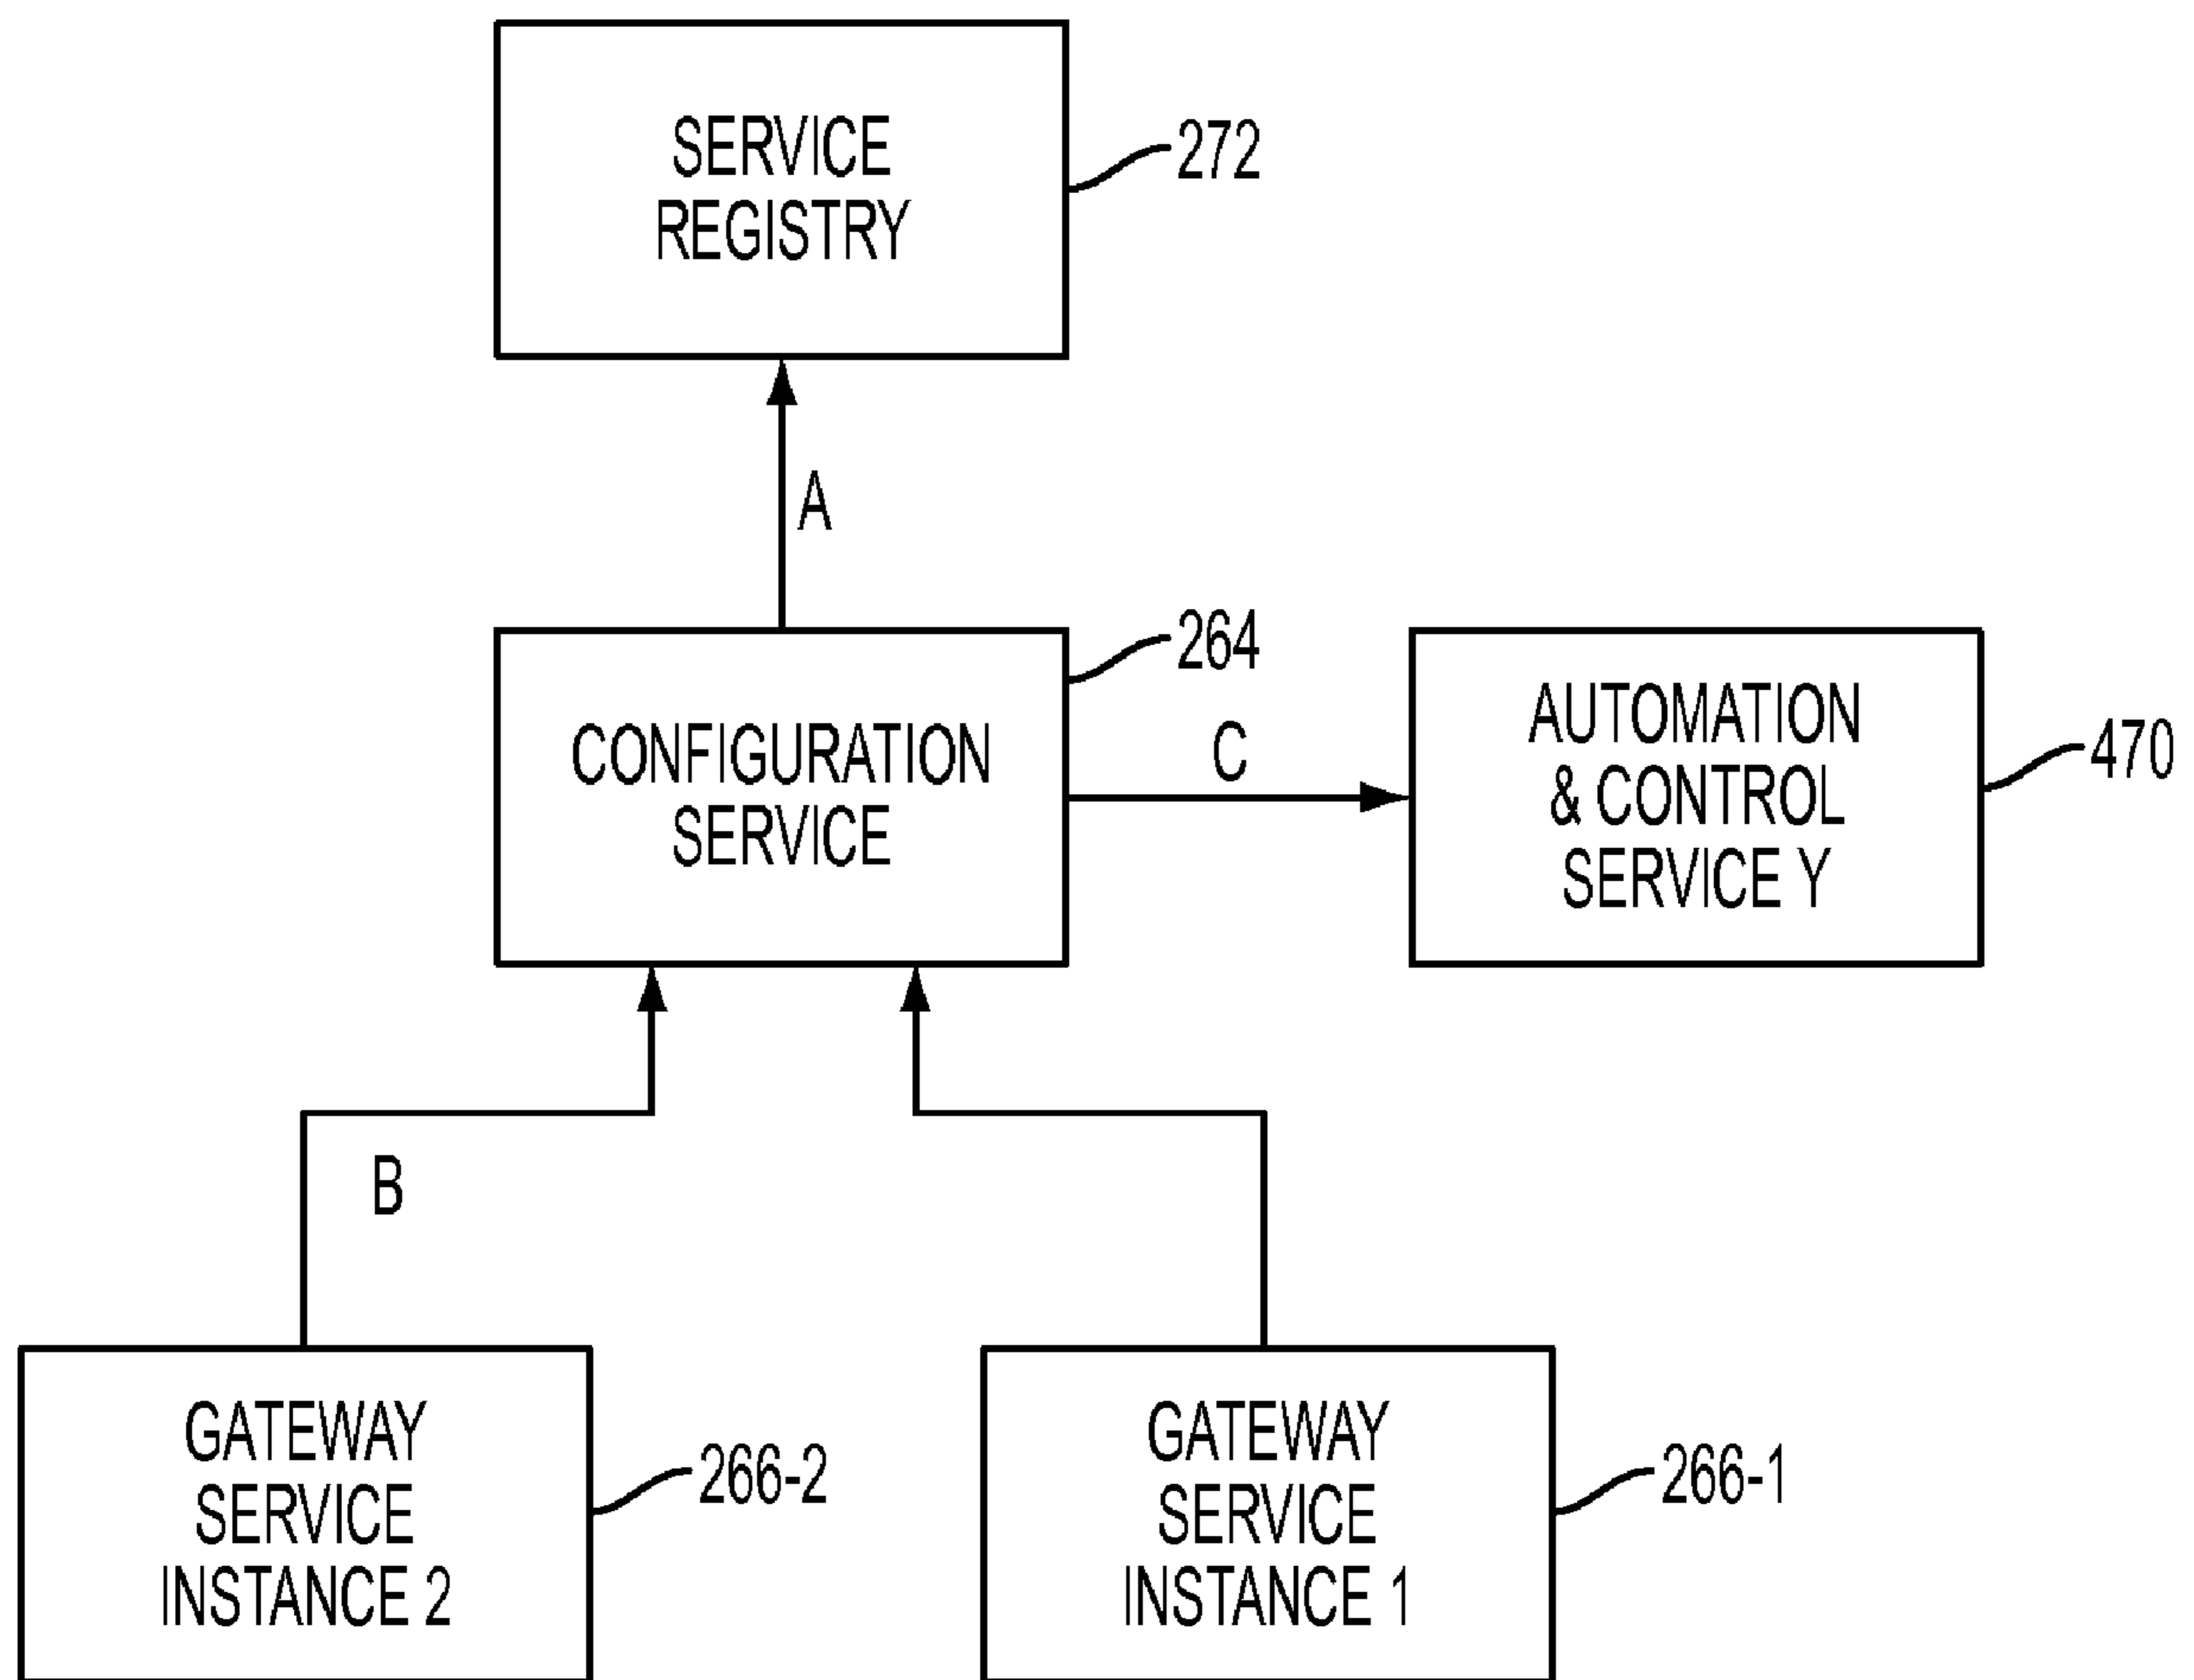 SERVICE
REGISTRY
272
A
264
CONFIGURATION
SERVICE
C
AUTOMATION
& CONTROL
SERVICE Y
470
B
GATEWAY
SERVICE
INSTANCE 2
266-2
GATEWAY
SERVICE
INSTANCE 1
266-1